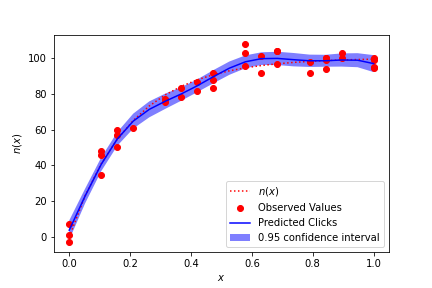 n(x)
100
80
60
40
20
0
0.0 0.2 0.4 0.6 0.8 1.0
x
n(x)
Observed Values
Predicted Clicks
0.95 confidence interval